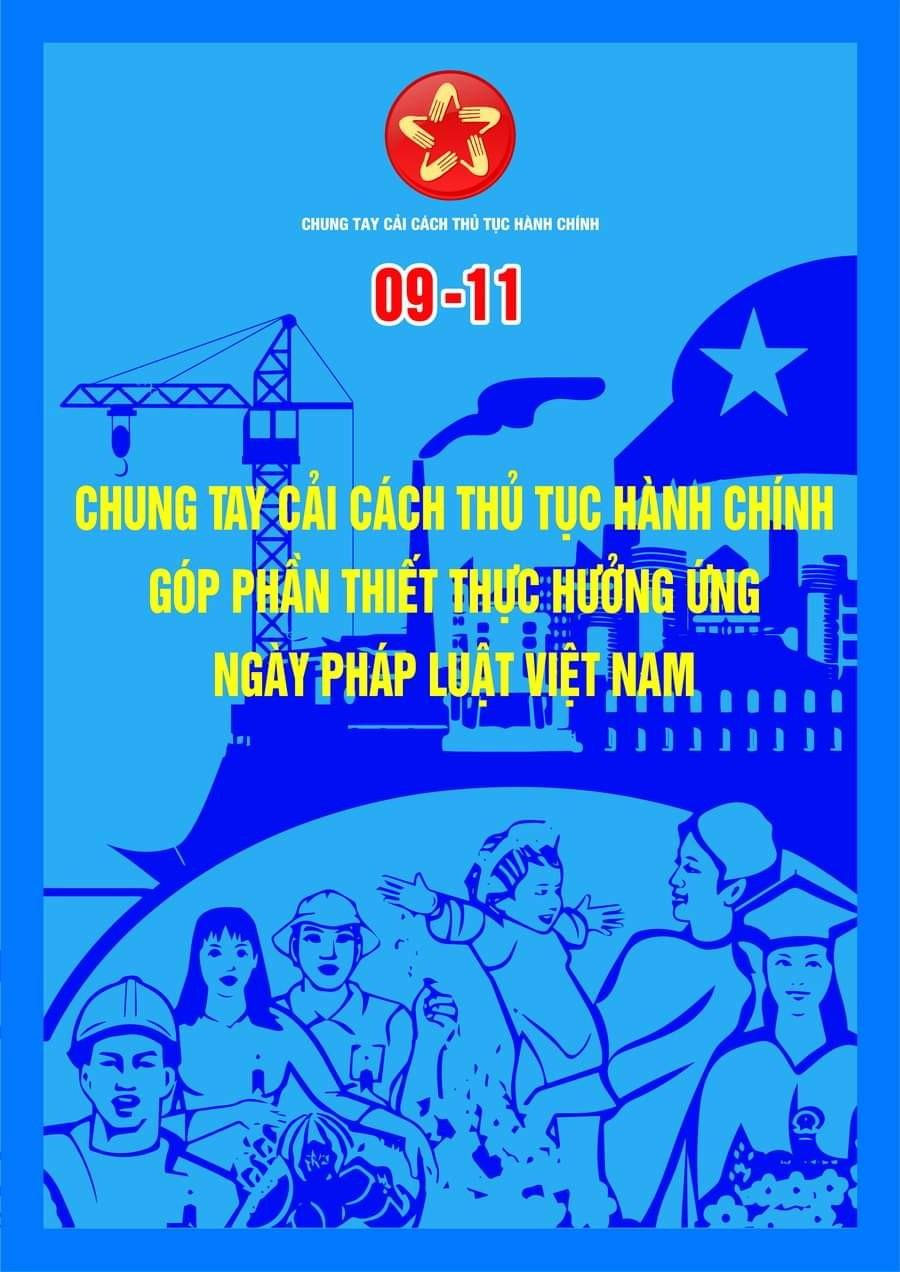 CHUNG TAY CẢI CÁCH THỦ TỤC HÀNH CHÍNH
09-11
CHUNG TAY CẢI CÁCH THỦ TỤC HÀNH CHÍNH
GÓP PHẦN THIẾT THỰC HƯỞNG ỨNG
NGÀY PHÁP LUẬT VIỆT NAM